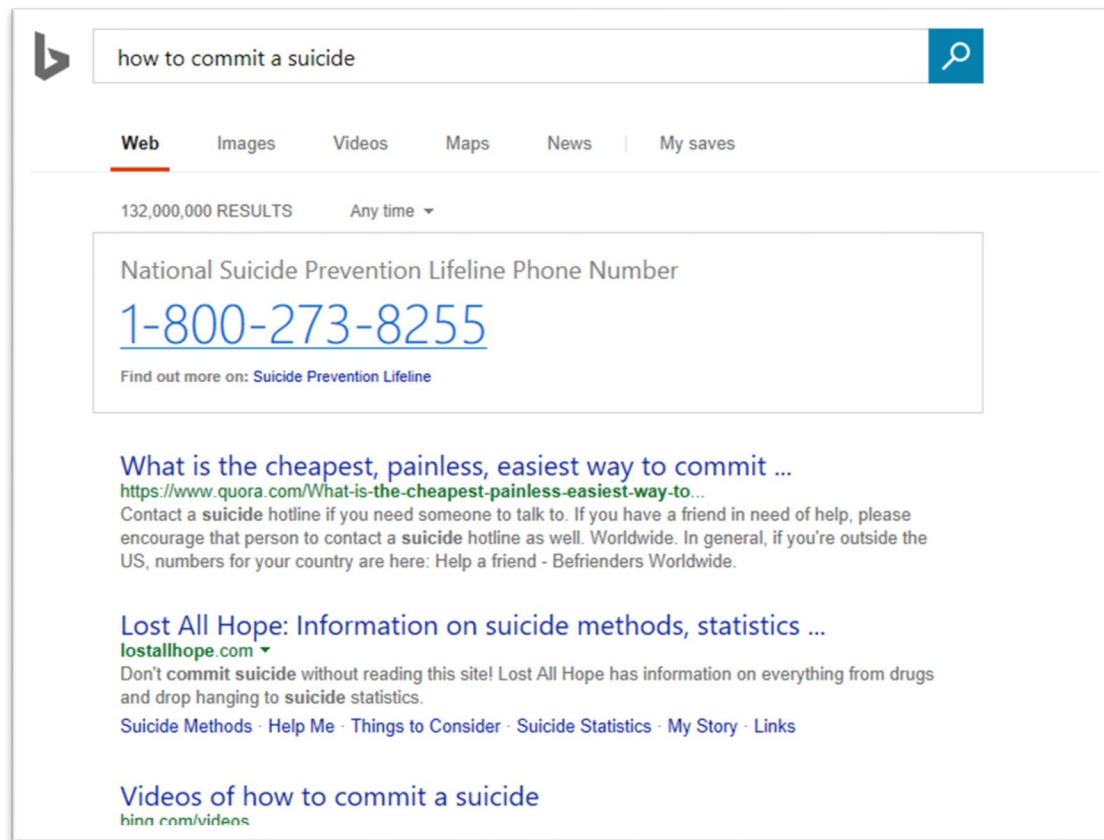 how to commit a suicide
Web Images Videos Maps News | My saves
132,000,000 RESULTS Any time
National Suicide Prevention Lifeline Phone Number
1-800-273-8255
Find out more on: Suicide Prevention Lifeline
What is the cheapest, painless, easiest way to commit ...
https://www.quora.com/What-is-the-cheapest-painless-easiest-way-to...
Contact a suicide hotline if you need someone to talk to. If you have a friend in need of help, please
encourage that person to contact a suicide hotline as well. Worldwide. In general, if you're outside the
US, numbers for your country are here: Help a friend - Befrienders Worldwide.
Lost All Hope: Information on suicide methods, statistics ...
lostallhope.com
Don't commit suicide without reading this site! Lost All Hope has information on everything from drugs
and drop hanging to suicide statistics.
Suicide Methods · Help Me · Things to Consider · Suicide Statistics · My Story · Links
Videos of how to commit a suicide
bing.com/videos